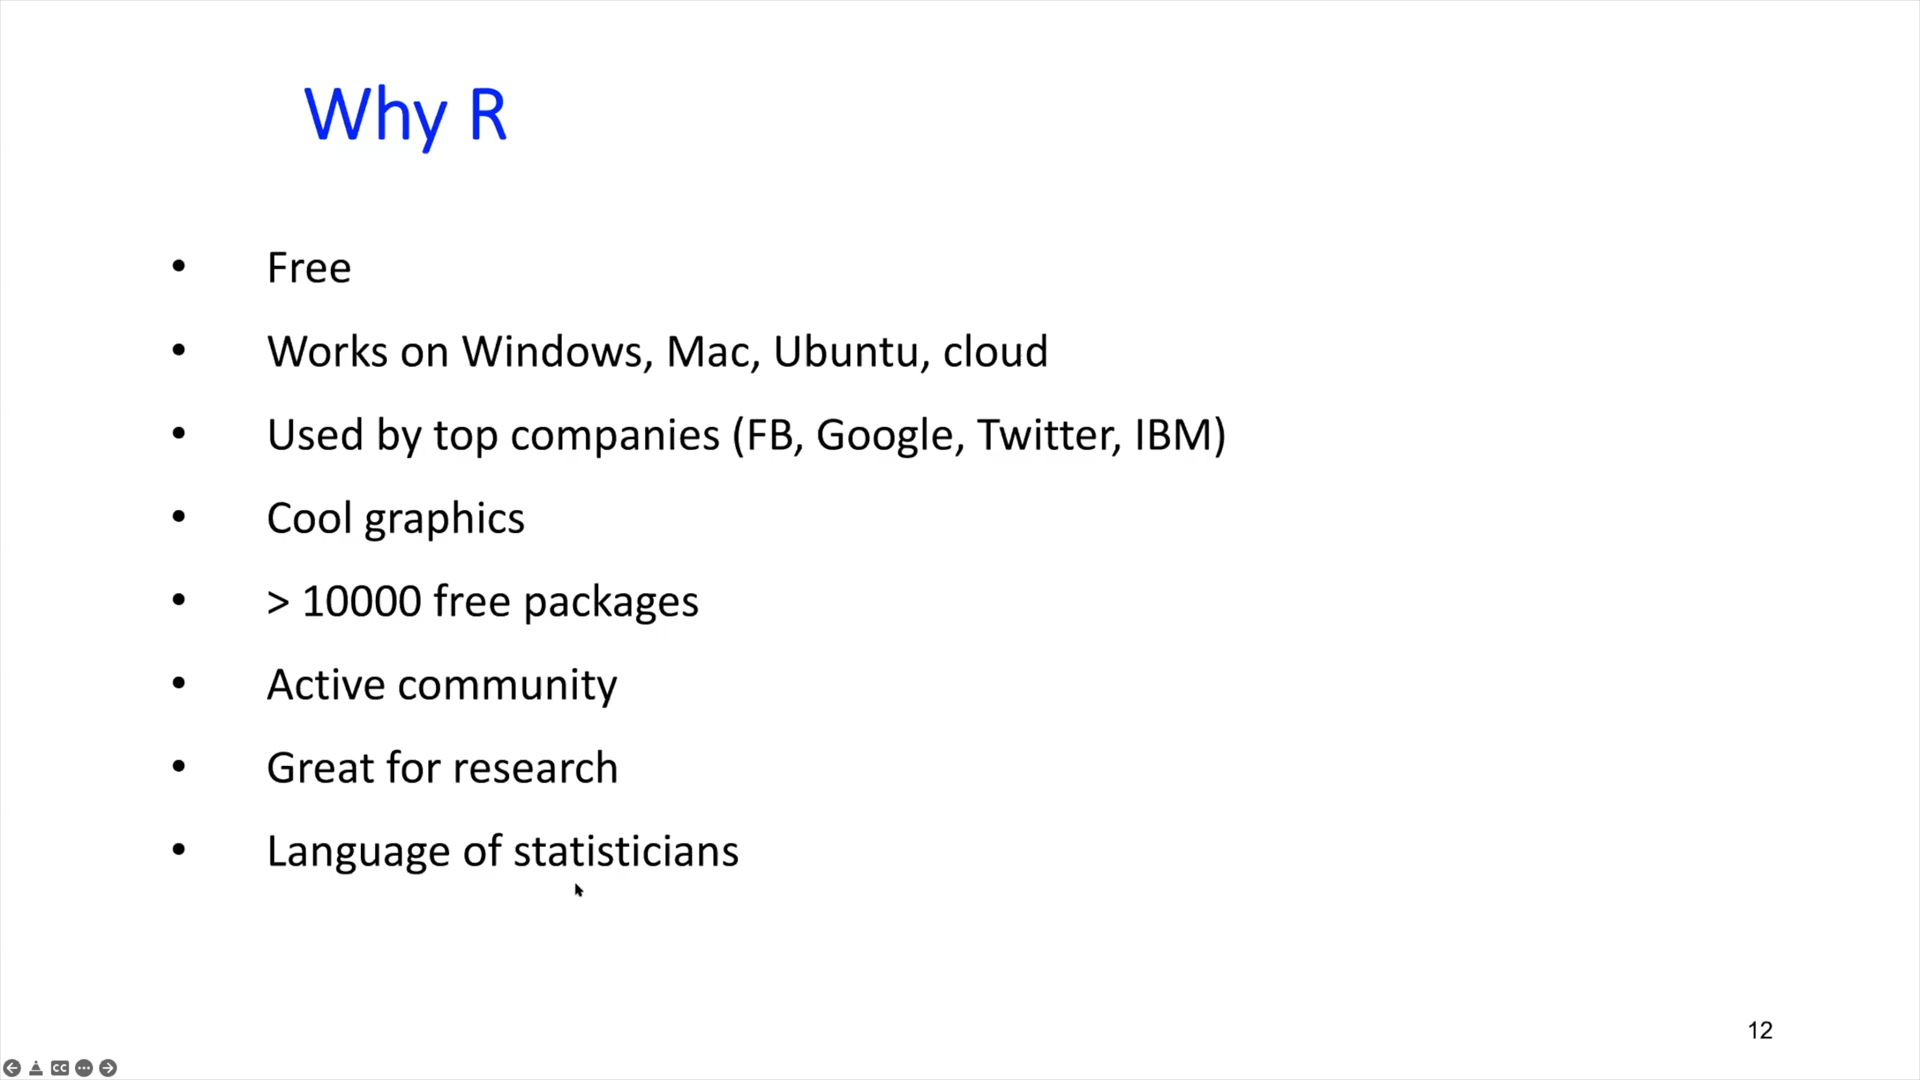 Why R
• Free
• Works on Windows, Mac, Ubuntu, cloud
• Used by top companies (FB, Google, Twitter, IBM)
• Cool graphics
• > 10000 free packages
• Active community
• Great for research
• Language of statisticians
12
CC